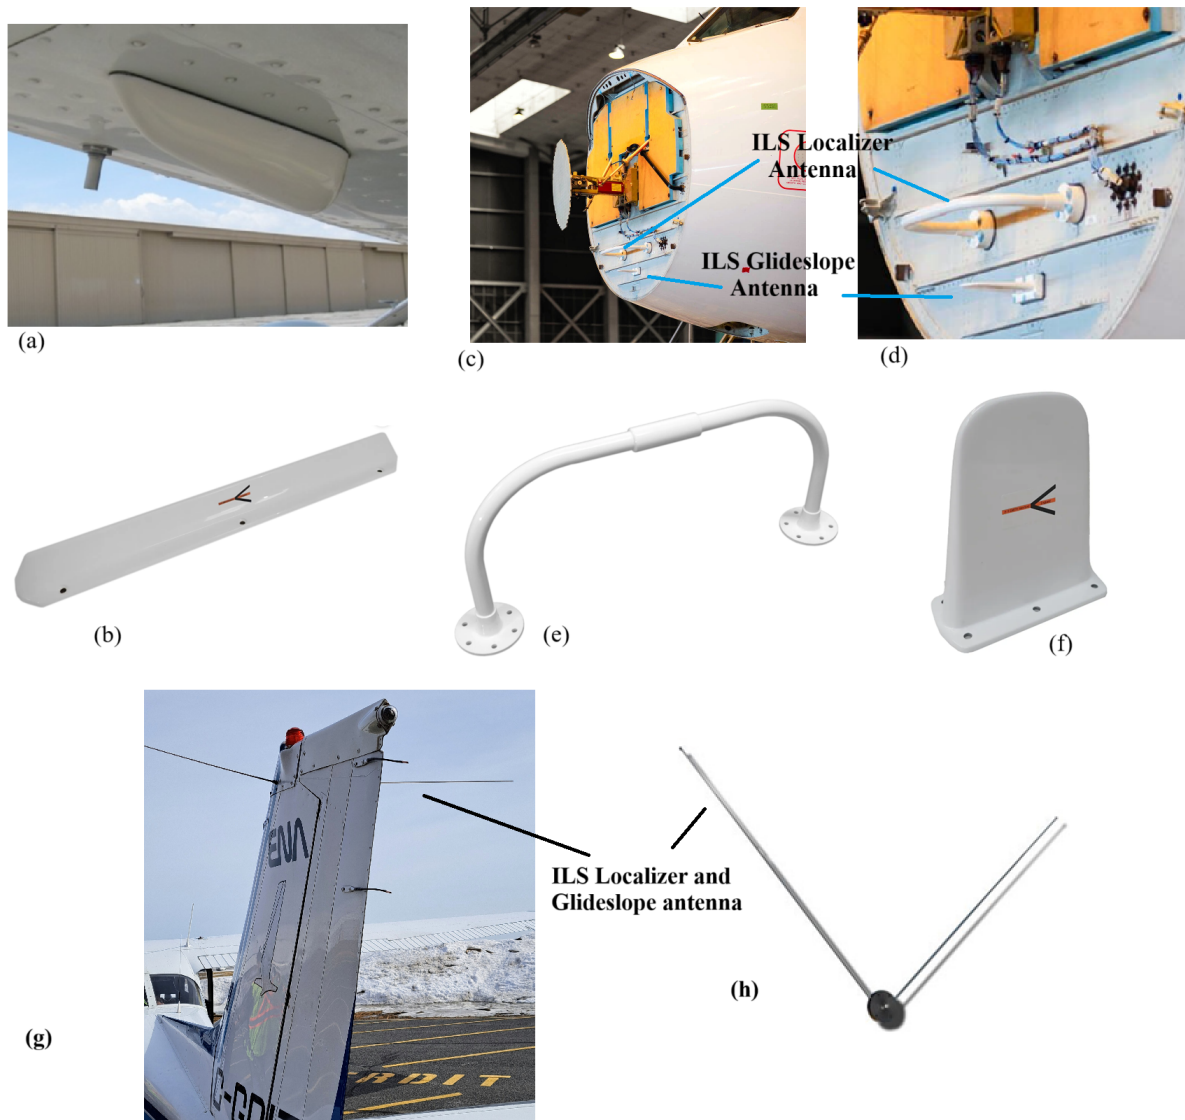 ILS Localizer
Antenna
ILS Glideslope
Antenna
(a)
(c)
(d)
(b)
(e)
(f)
ENA
ILS Localizer and
Glideslope antenna
(h)
(g)